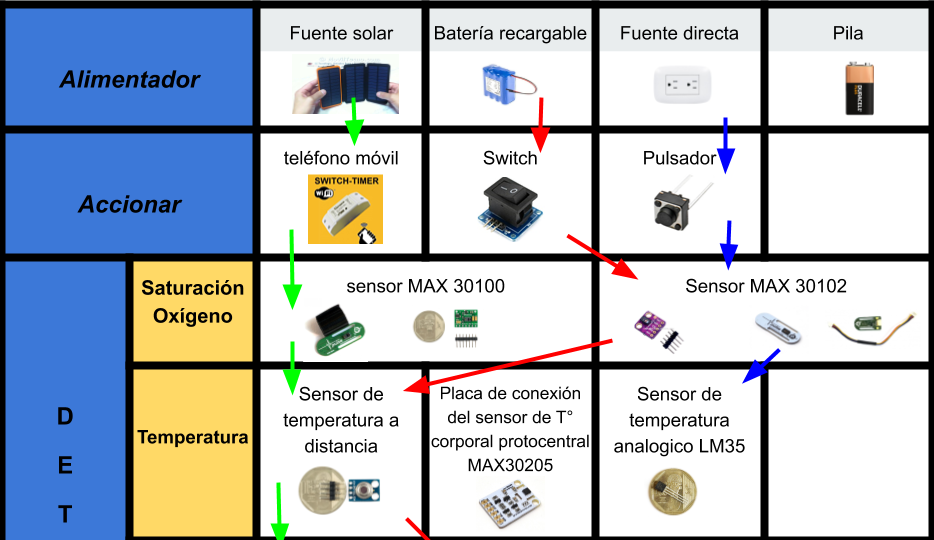 Fuente solar
Batería recargable
Fuente directa
Pila
Alimentador
DURACELL
teléfono móvil
Switch
Pulsador
SWITCH-TIMER
WiFi
Accionar
Saturación
Oxígeno
sensor MAX 30100
Sensor MAX 30102
D
E
T
Temperatura
Sensor de
temperatura a
distancia
Placa de conexión
del sensor de T°
corporal protocentral
MAX30205
Sensor de
temperatura
analogico LM35